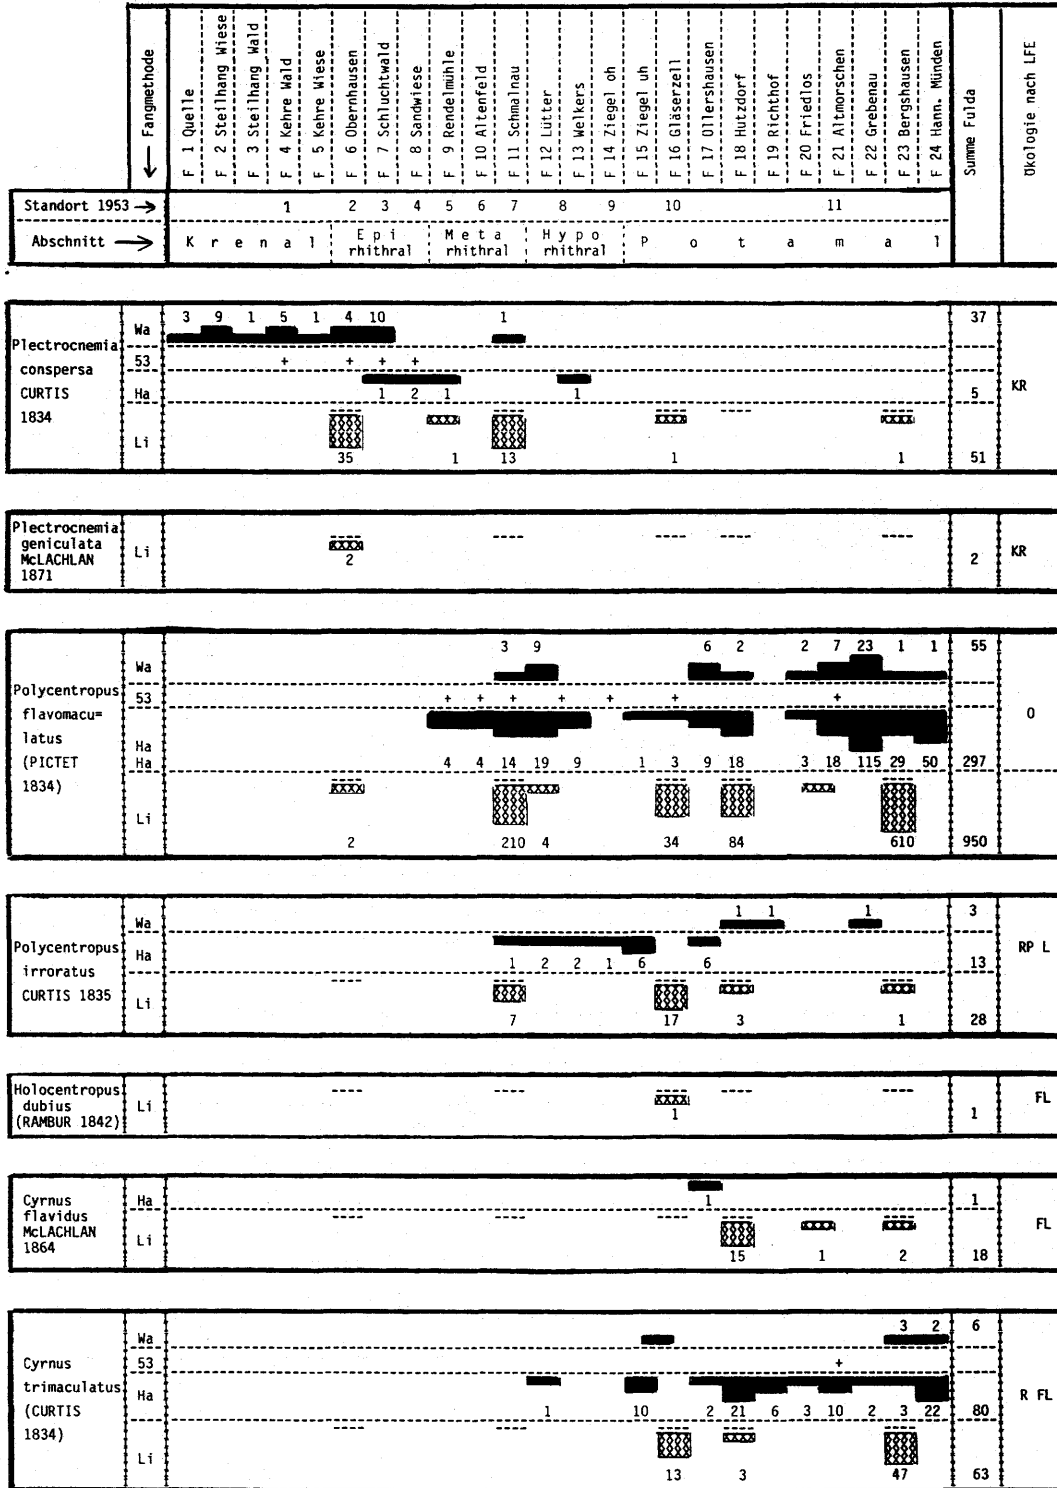 Fangmethode
F 1 Quelle
F 2 Steilhang Wiese
F 3 Steilhang Wald
F 4 Kehre Wald
F 5 Kehre Wiese
F 6 Obernhausen
F 7 Schluchtwald
F 8 Sandwiese
F 9 Rendelmühle
F 10 Altenfeld
F 11 Schmalnau
F 12 Lütter
F 13 Welkers
F 14 Ziegel oh
F 15 Ziegel uh
F 16 Gläserzell
F 17 Üllershausen
F 18 Hutzdorf
F 19 Richthof
F 20 Friedlos
F 21 Altmorschen
F 22 Grebenau
F 23 Bergshausen
F 24 Hann. Münden
Summe Fulda
Ökologie nach LFE
Standort 1953 → 1 2 3 4 5 6 7 8 9 10 11
Abschnitt → Krenal Epi rhithral Meta rhithral Hypo rhithral Potamal
Plectrocnemia conspersa CURTIS 1834
Wa 3 9 1 5 1 4 10 1 37
53 + + + +
Ha 1 2 1 1 5
KR
Li 35 1 13 1 1 51
Plectrocnemia geniculata McLACHLAN 1871
Li 2 2
KR
Polycentropus flavomacu= latus (PICTET 1834)
Wa 3 9 6 2 2 7 23 1 1 55
53 + + + + + + +
O
Ha
Ha 4 4 14 19 9 1 3 9 18 3 18 115 29 50 297
Li 2 210 4 34 84 610 950
Polycentropus irroratus CURTIS 1835
Wa 1 1 1 3
Ha 1 2 2 1 6 6 13
RP L
Li 7 17 3 1 28
Holocentropus dubius (RAMBUR 1842)
Li 1 1
FL
Cyrnus flavidus McLACHLAN 1864
Ha 1 1
FL
Li 15 1 2 18
Cyrnus trimaculatus (CURTIS 1834)
Wa 3 2 6
53 +
Ha 1 10 2 21 6 3 10 2 3 22 80
R FL
Li 13 3 47 63